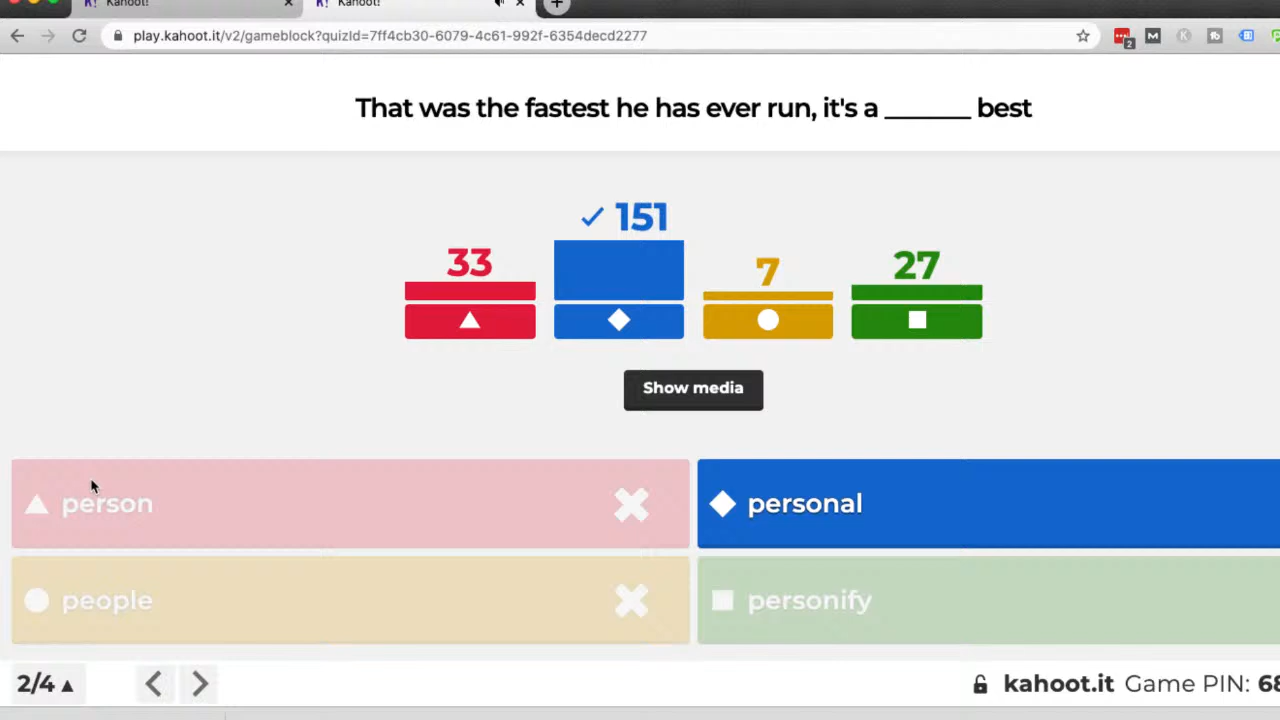 Kahoot!
Kahoot!
play.kahoot.it/v2/gameblock?quizId=7ff4cb30-6079-4c61-992f-6354decd2277
2
M
K
That was the fastest he has ever run, it's a _______ best
33
151
7
27
Show media
person
personal
people
personify
2/4
kahoot.it Game PIN: 68